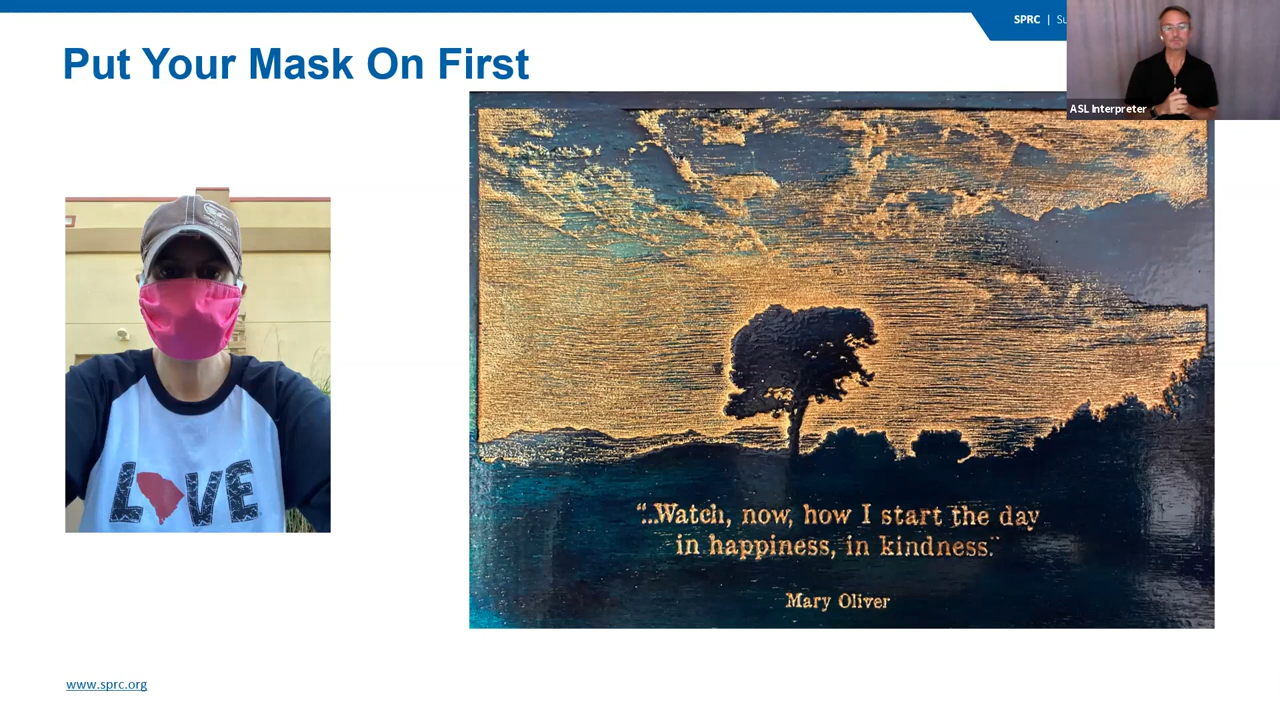 SPRC | Su
Put Your Mask On First
ASL Interpreter
LOVE
“...Watch, now, how I start the day
in happiness, in kindness.”
Mary Oliver
www.sprc.org